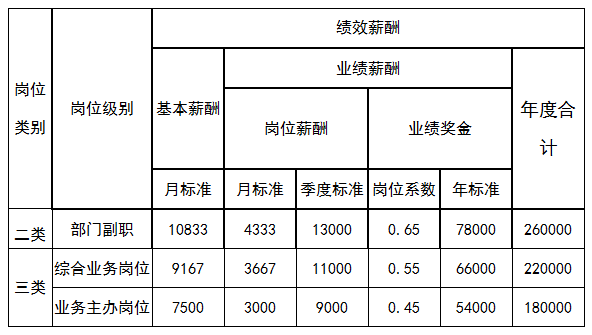 绩效薪酬
业绩薪酬
岗位
类别
岗位级别
基本薪酬
年度合
计
岗位薪酬
业绩奖金
月标准
月标准
季度标准
岗位系数
年标准
二类
部门副职
10833
4333
13000
0.65
78000
260000
三类
综合业务岗位
9167
3667
11000
0.55
66000
220000
业务主办岗位
7500
3000
9000
0.45
54000
180000